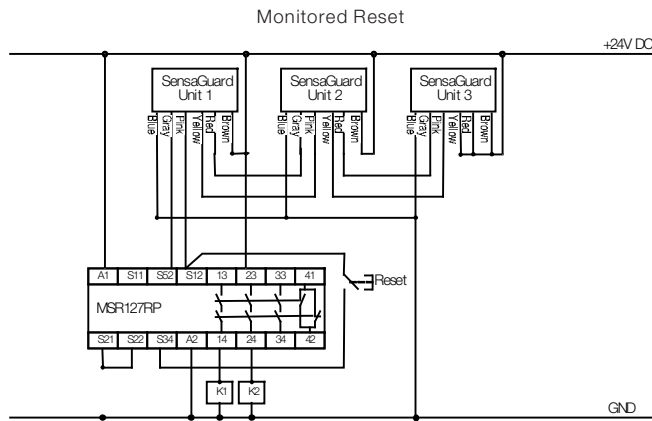 Monitored Reset
+24V DC
SensaGuard
Unit 1
SensaGuard
Unit 2
SensaGuard
Unit 3
Blue
Gray
Pink
Yellow
Red
Brown
Blue
Gray
Pink
Yellow
Red
Brown
Blue
Gray
Pink
Yellow
Red
Brown
A1 S11 S52 S12 13 23 33 41
Reset
MSR127RP
S21 S22 S34 A2 14 24 34 42
K1 K2
GND